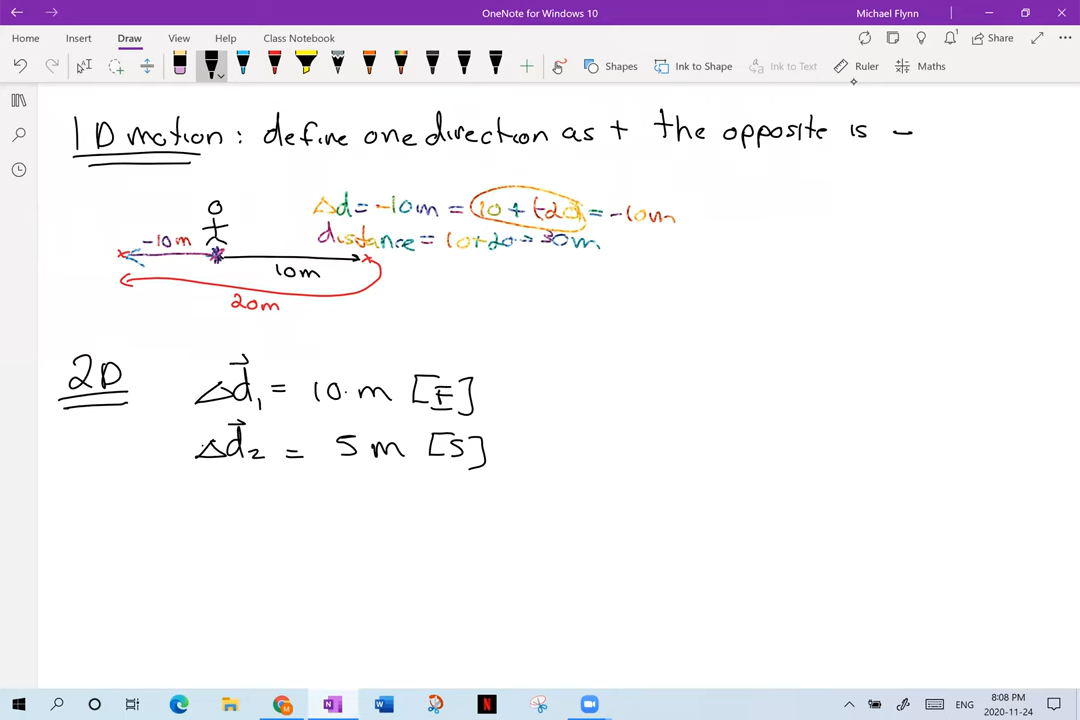 OneNote for Windows 10
Michael Flynn
Home Insert Draw View Help Class Notebook
Share
Shapes Ink to Shape Ink to Text Ruler Maths
1D motion: define one direction as + the opposite is -
Δd = -10m = 10 + (-20) = -10m
distance = 10+20 = 30m
-10m
10m
20m
2D
Δd⃗₁ = 10. m [E]
Δd⃗₂ = 5 m [S]
8:08 PM
ENG
2020-11-24